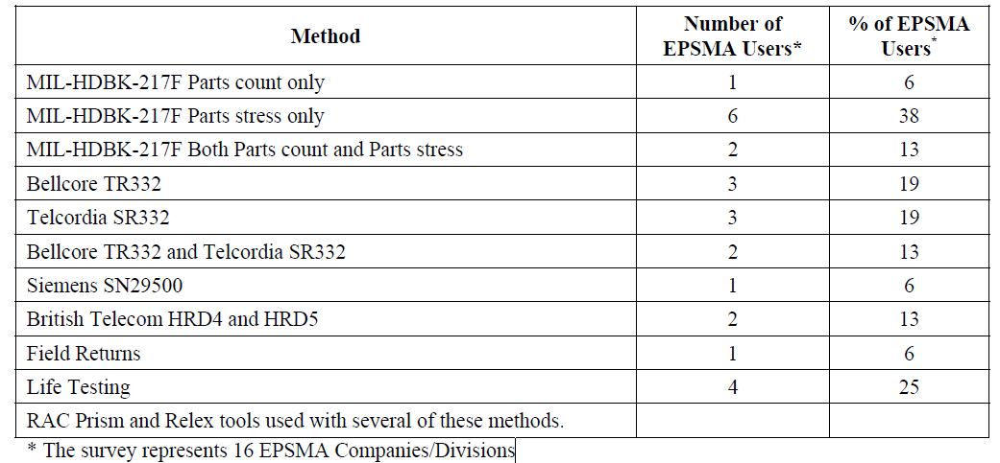 Method Number of EPSMA Users* % of EPSMA Users*
MIL-HDBK-217F Parts count only 1 6
MIL-HDBK-217F Parts stress only 6 38
MIL-HDBK-217F Both Parts count and Parts stress 2 13
Bellcore TR332 3 19
Telcordia SR332 3 19
Bellcore TR332 and Telcordia SR332 2 13
Siemens SN29500 1 6
British Telecom HRD4 and HRD5 2 13
Field Returns 1 6
Life Testing 4 25
RAC Prism and Relex tools used with several of these methods.
* The survey represents 16 EPSMA Companies/Divisions